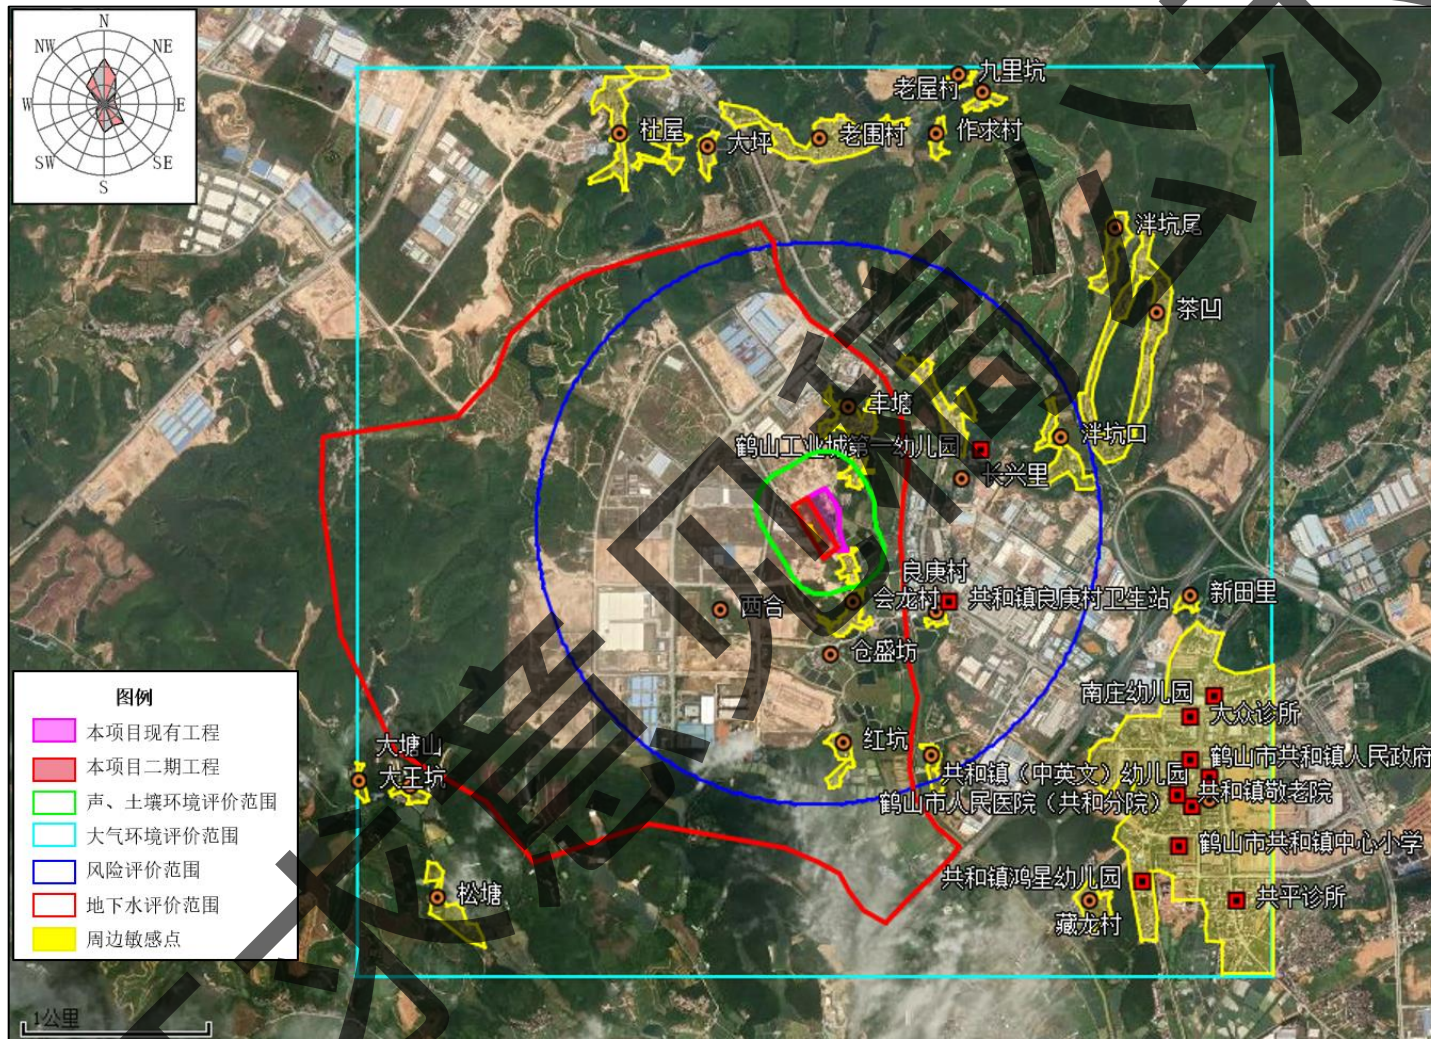 N
NW
NE
W
E
SW
SE
S
九里坑
老屋村
杜屋
大坪
老围村
作求村
泮坑尾
茶凹
丰塘
泮坑口
鹤山工业城第一幼儿园
长兴里
良庚村
西合
会龙村
共和镇良庚村卫生站
新田里
仓盛坊
南庄幼儿园
大众诊所
大塘山
红坑
鹤山市共和镇人民政府
大王坑
共和镇（中英文）幼儿园
共和镇敬老院
鹤山市人民医院（共和分院）
鹤山市共和镇中心小学
松塘
共和镇鸿星幼儿园
共平诊所
藏龙村
图例
本项目现有工程
本项目二期工程
声、土壤环境评价范围
大气环境评价范围
风险评价范围
地下水评价范围
周边敏感点
1公里